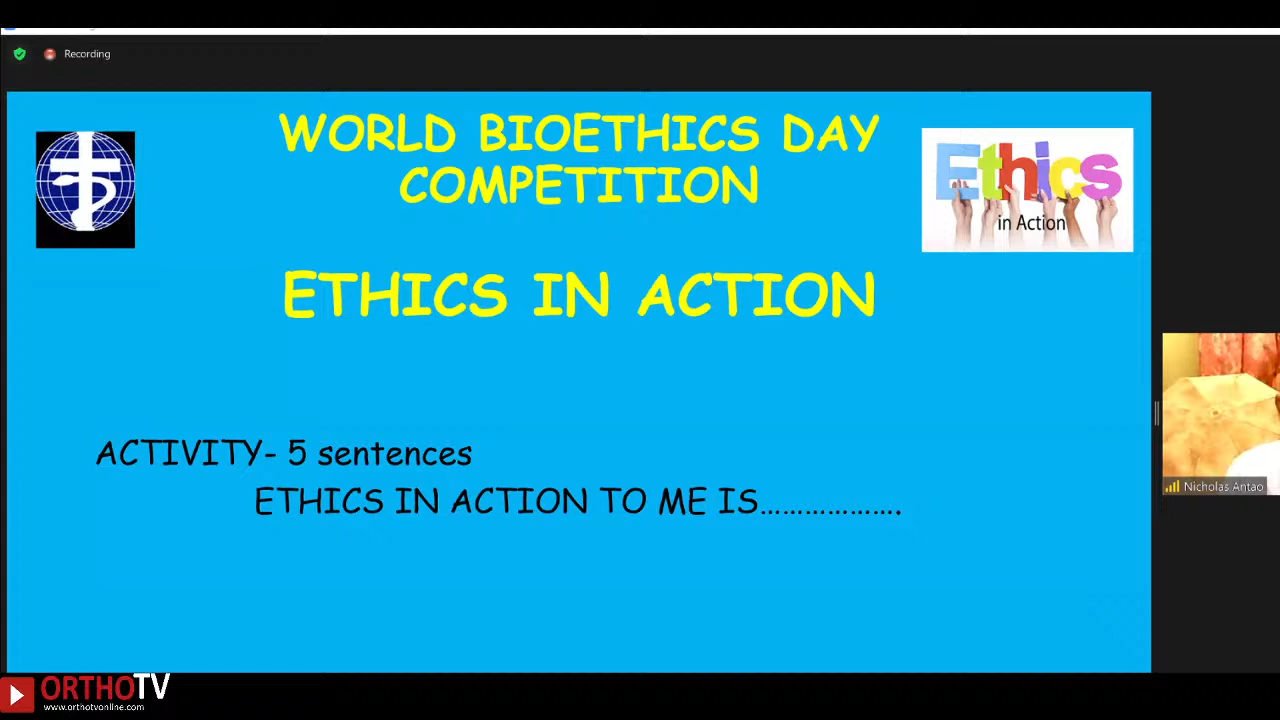 Recording
WORLD BIOETHICS DAY
COMPETITION
Ethics
in Action
ETHICS IN ACTION
ACTIVITY- 5 sentences
ETHICS IN ACTION TO ME IS……………….
Nicholas Antao
ORTHOTV
www.orthotvonline.com